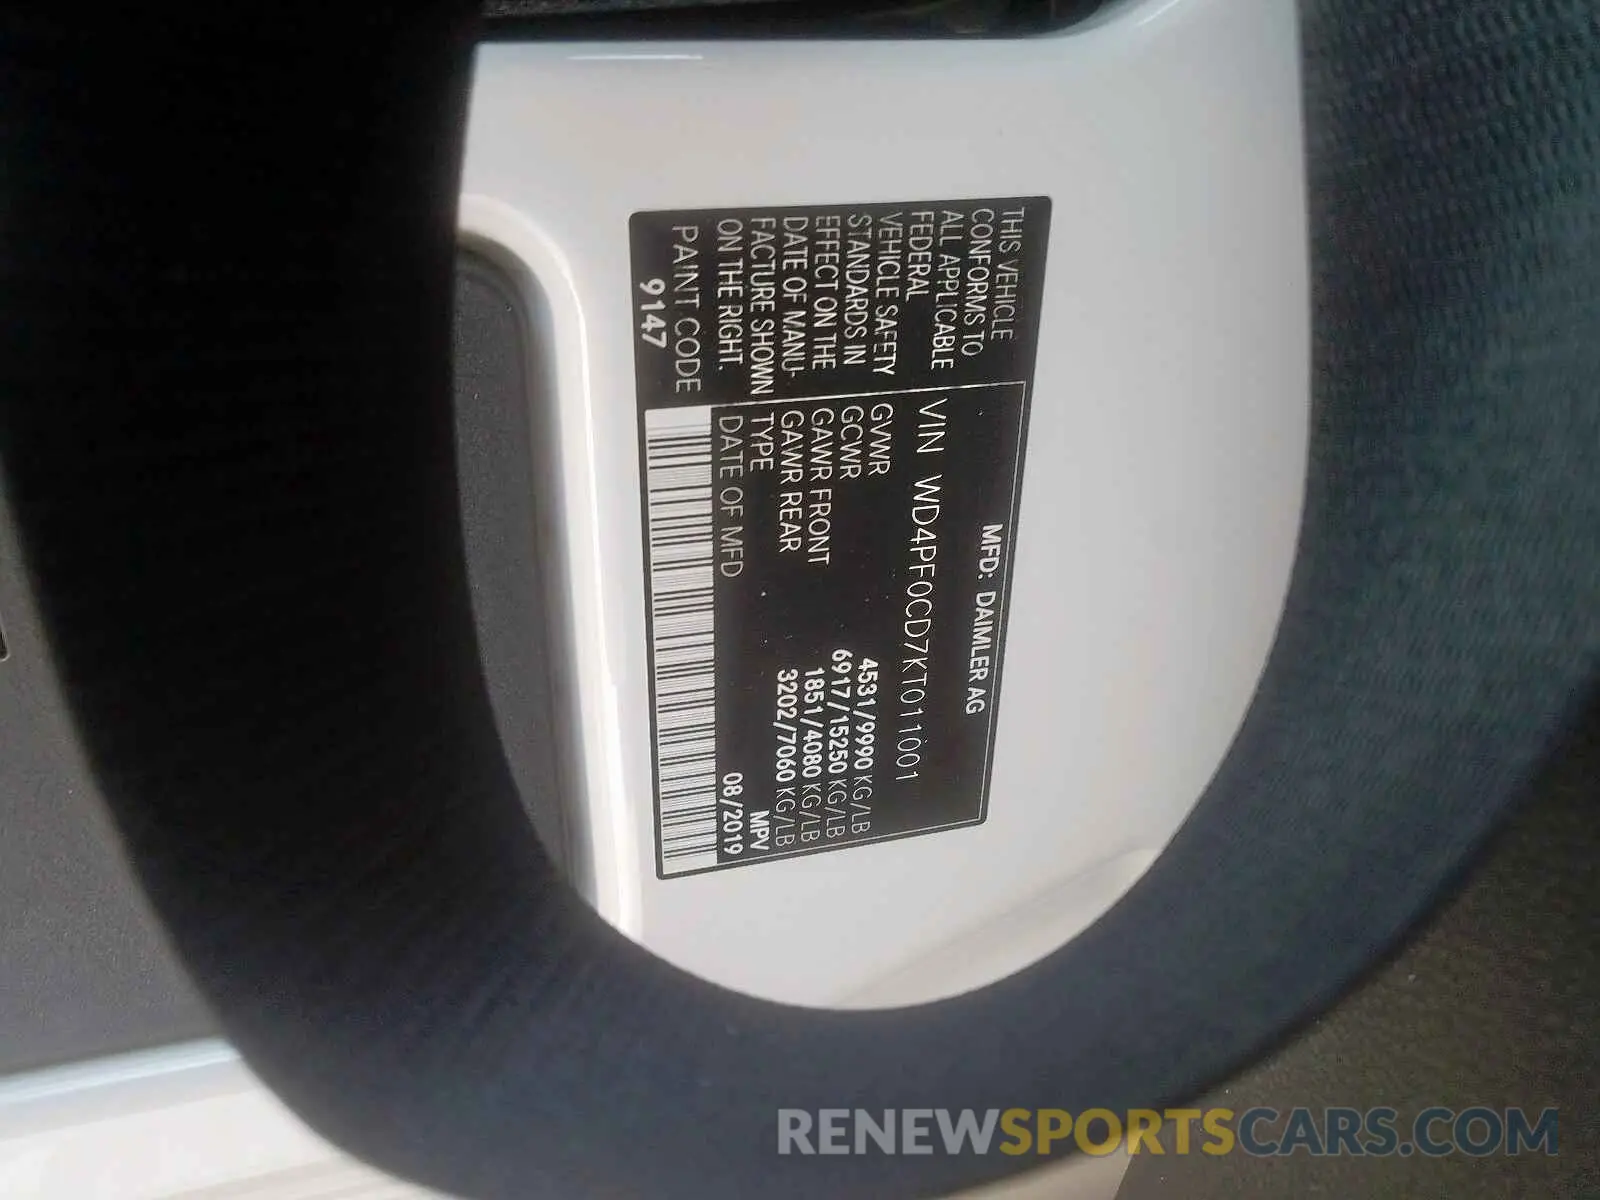 MFD: DAIMLER AG
THIS VEHICLE
CONFORMS TO
ALL APPLICABLE
FEDERAL
VEHICLE SAFETY
STANDARDS IN
EFFECT ON THE
DATE OF MANU-
FACTURE SHOWN
ON THE RIGHT.
PAINT CODE
9147
VIN WD4PF0CD7KT011001
GVWR 4531/9990 KG/LB
GCWR 6917/15250 KG/LB
GAWR FRONT 1851/4080 KG/LB
GAWR REAR 3202/7060 KG/LB
TYPE MPV
DATE OF MFD 08/2019
RENEWSPORTSCARS.COM